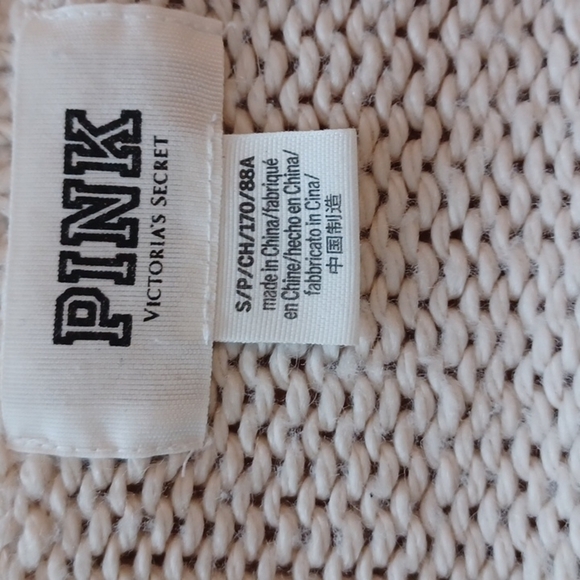 PINK
VICTORIA'S SECRET
S/P/CH/170/88A
made in China/fabriqué
en Chine/hecho en China/
fabbricato in Cina/
中国制造